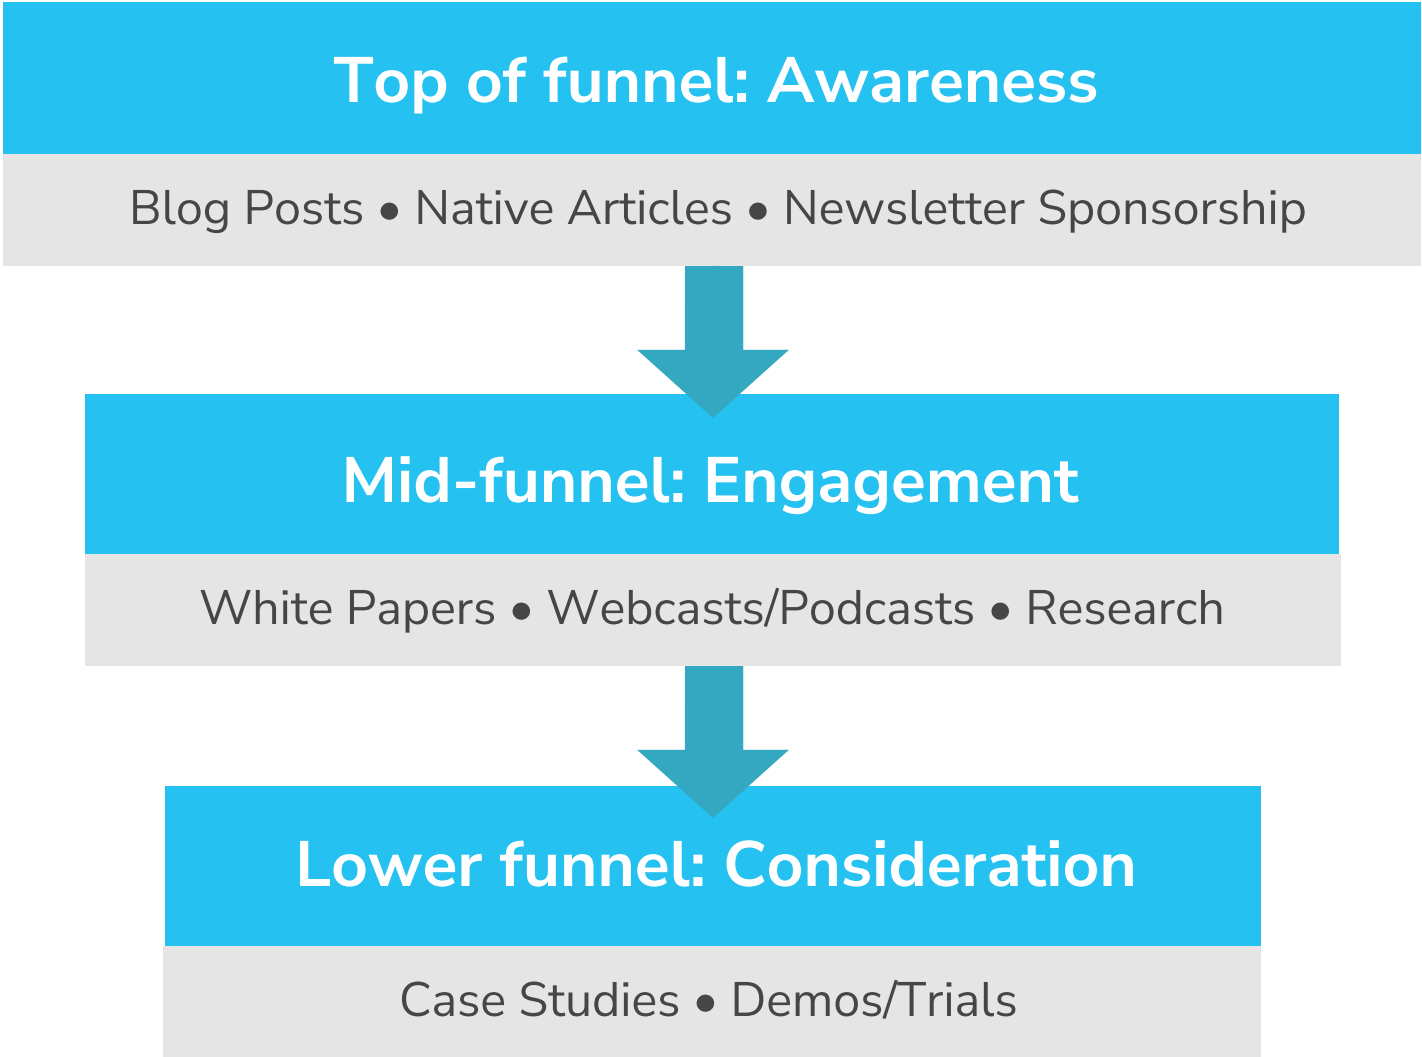 Top of funnel: Awareness
Blog Posts • Native Articles • Newsletter Sponsorship
Mid-funnel: Engagement
White Papers • Webcasts/Podcasts • Research
Lower funnel: Consideration
Case Studies • Demos/Trials